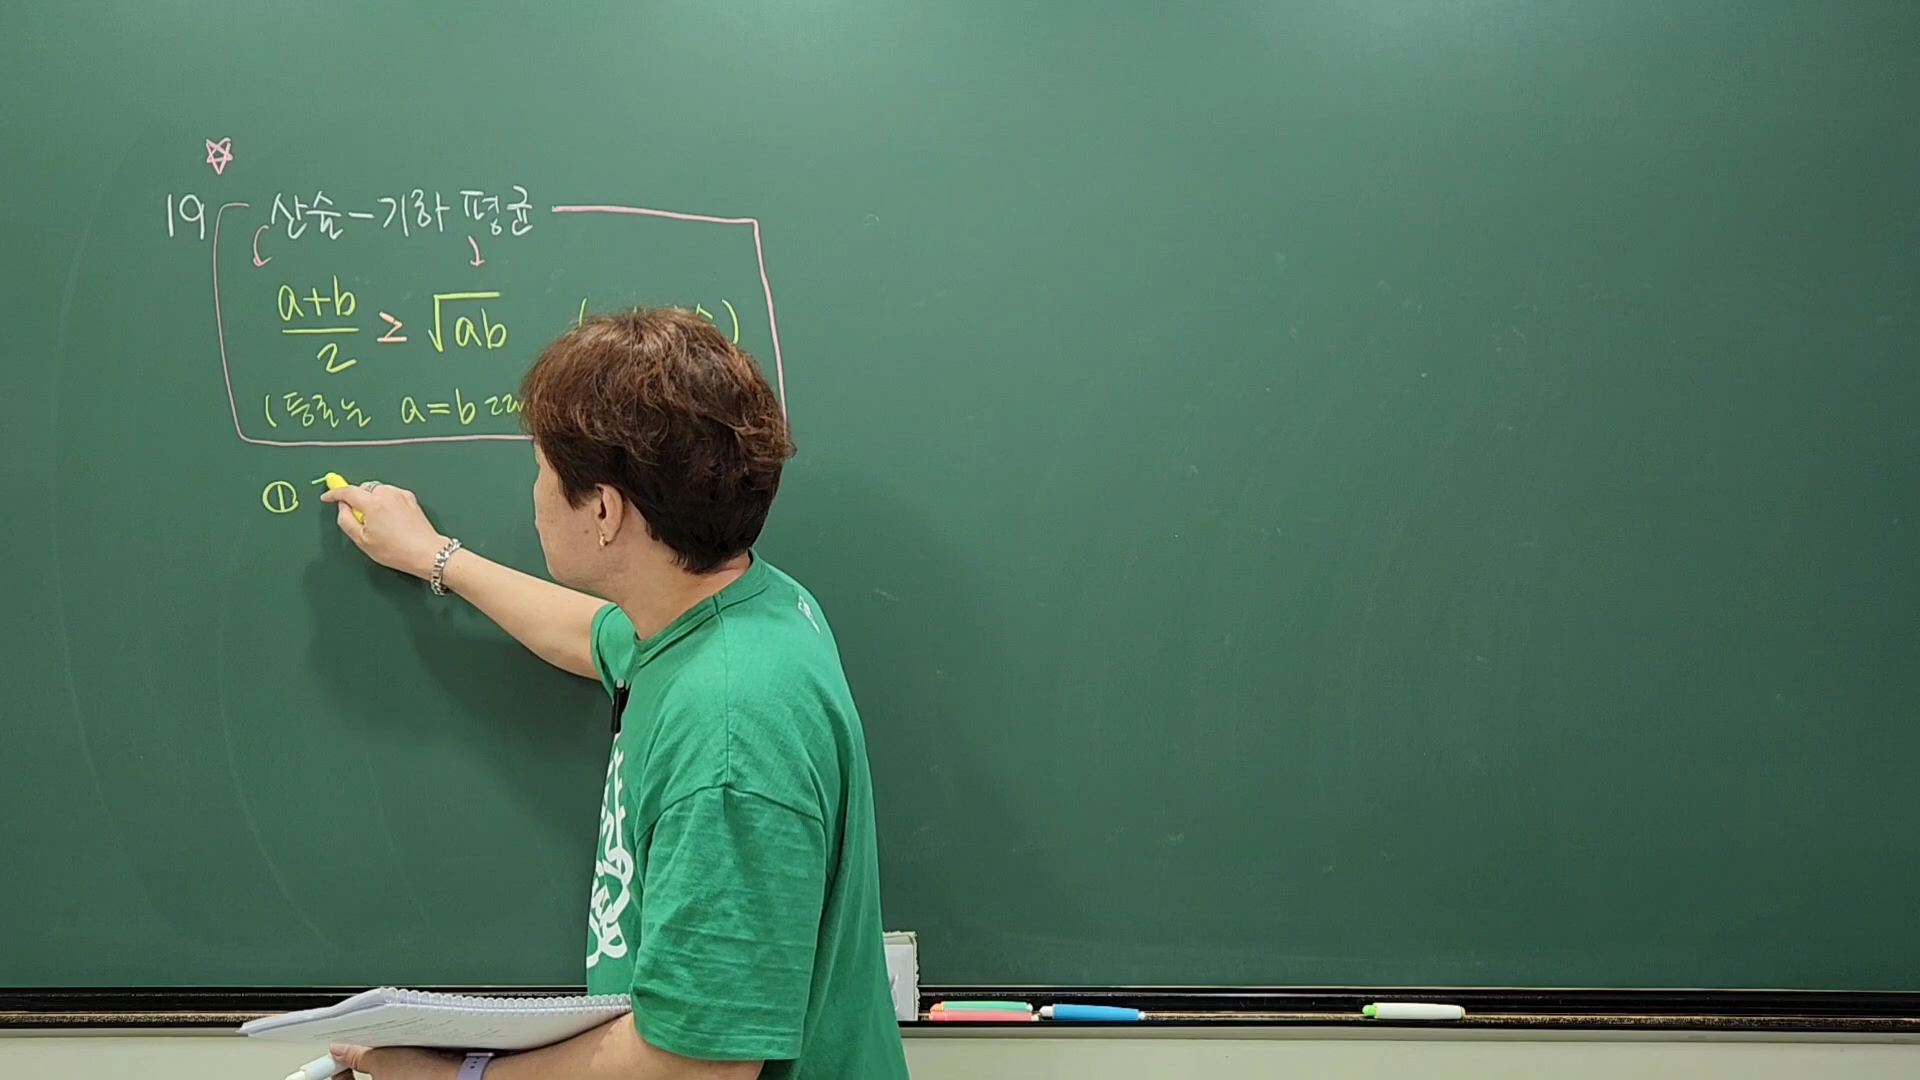 19 산술-기하 평균
a+b/2 ≥ √ab ( )
(등호는 a=b
①